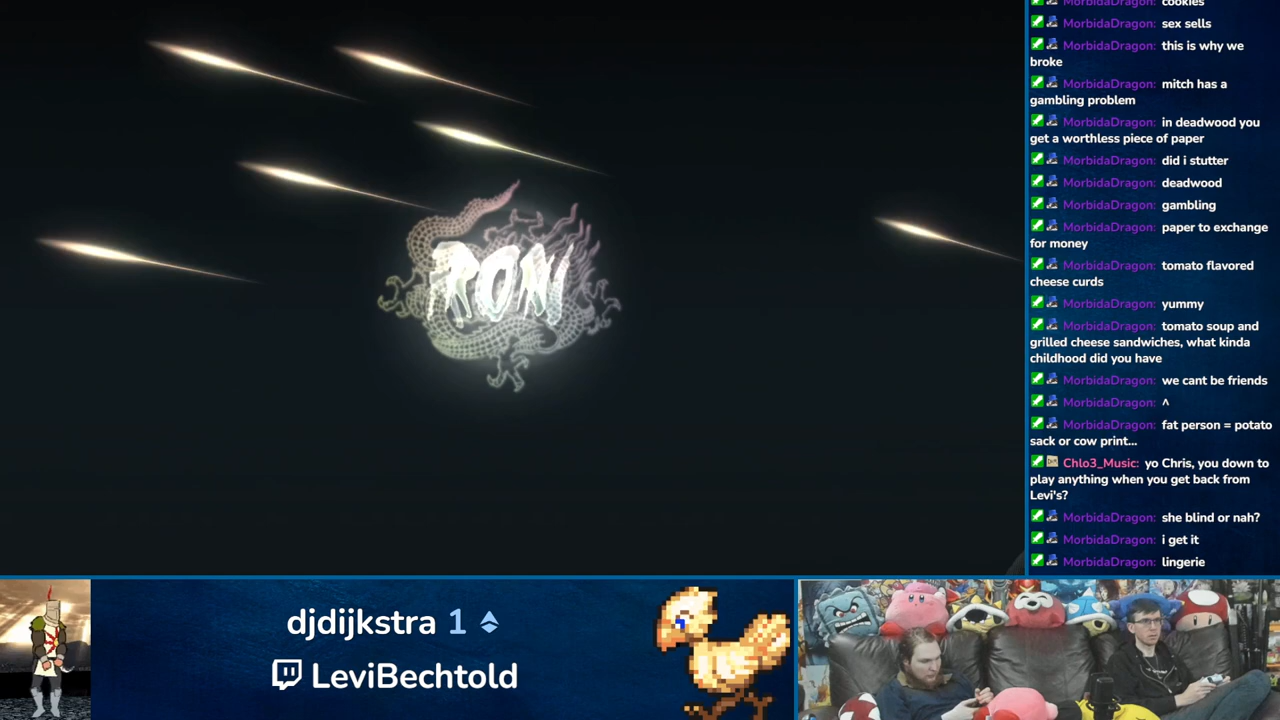 RON
cookies
MorbidaDragon: sex sells
MorbidaDragon: this is why we
broke
MorbidaDragon: mitch has a
gambling problem
MorbidaDragon: in deadwood you
get a worthless piece of paper
MorbidaDragon: did i stutter
MorbidaDragon: deadwood
MorbidaDragon: gambling
MorbidaDragon: paper to exchange
for money
MorbidaDragon: tomato flavored
cheese curds
MorbidaDragon: yummy
MorbidaDragon: tomato soup and
grilled cheese sandwiches, what kinda
childhood did you have
MorbidaDragon: we cant be friends
MorbidaDragon: ^
MorbidaDragon: fat person = potato
sack or cow print...
Chlo3_Music: yo Chris, you down to
play anything when you get back from
Levi's?
MorbidaDragon: she blind or nah?
MorbidaDragon: i get it
MorbidaDragon: lingerie
djdijkstra 1
LeviBechtold